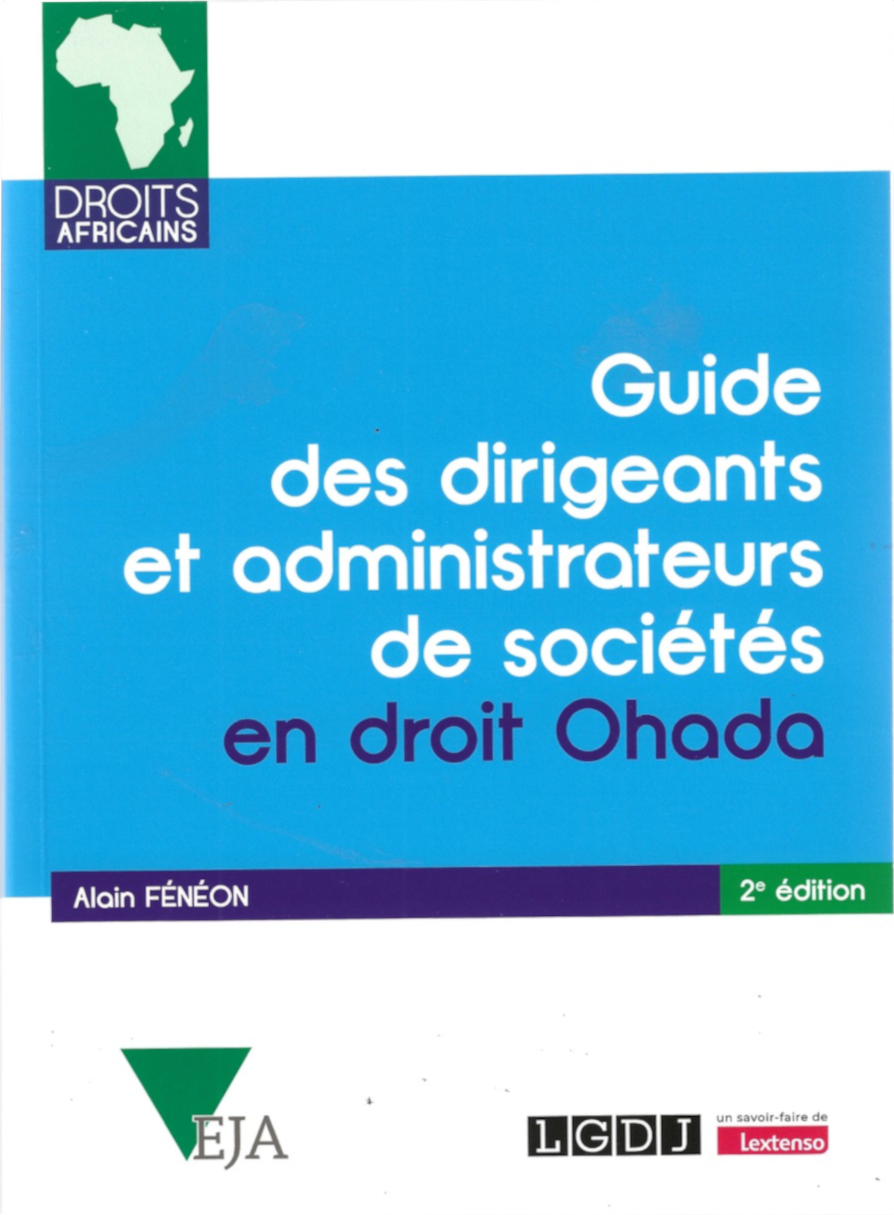 DROITS
AFRICAINS
Guide
des dirigeants
et administrateurs
de sociétés
en droit Ohada
Alain FÉNÉON
2e édition
EJA
LGDJ
un savoir-faire de
Lextenso